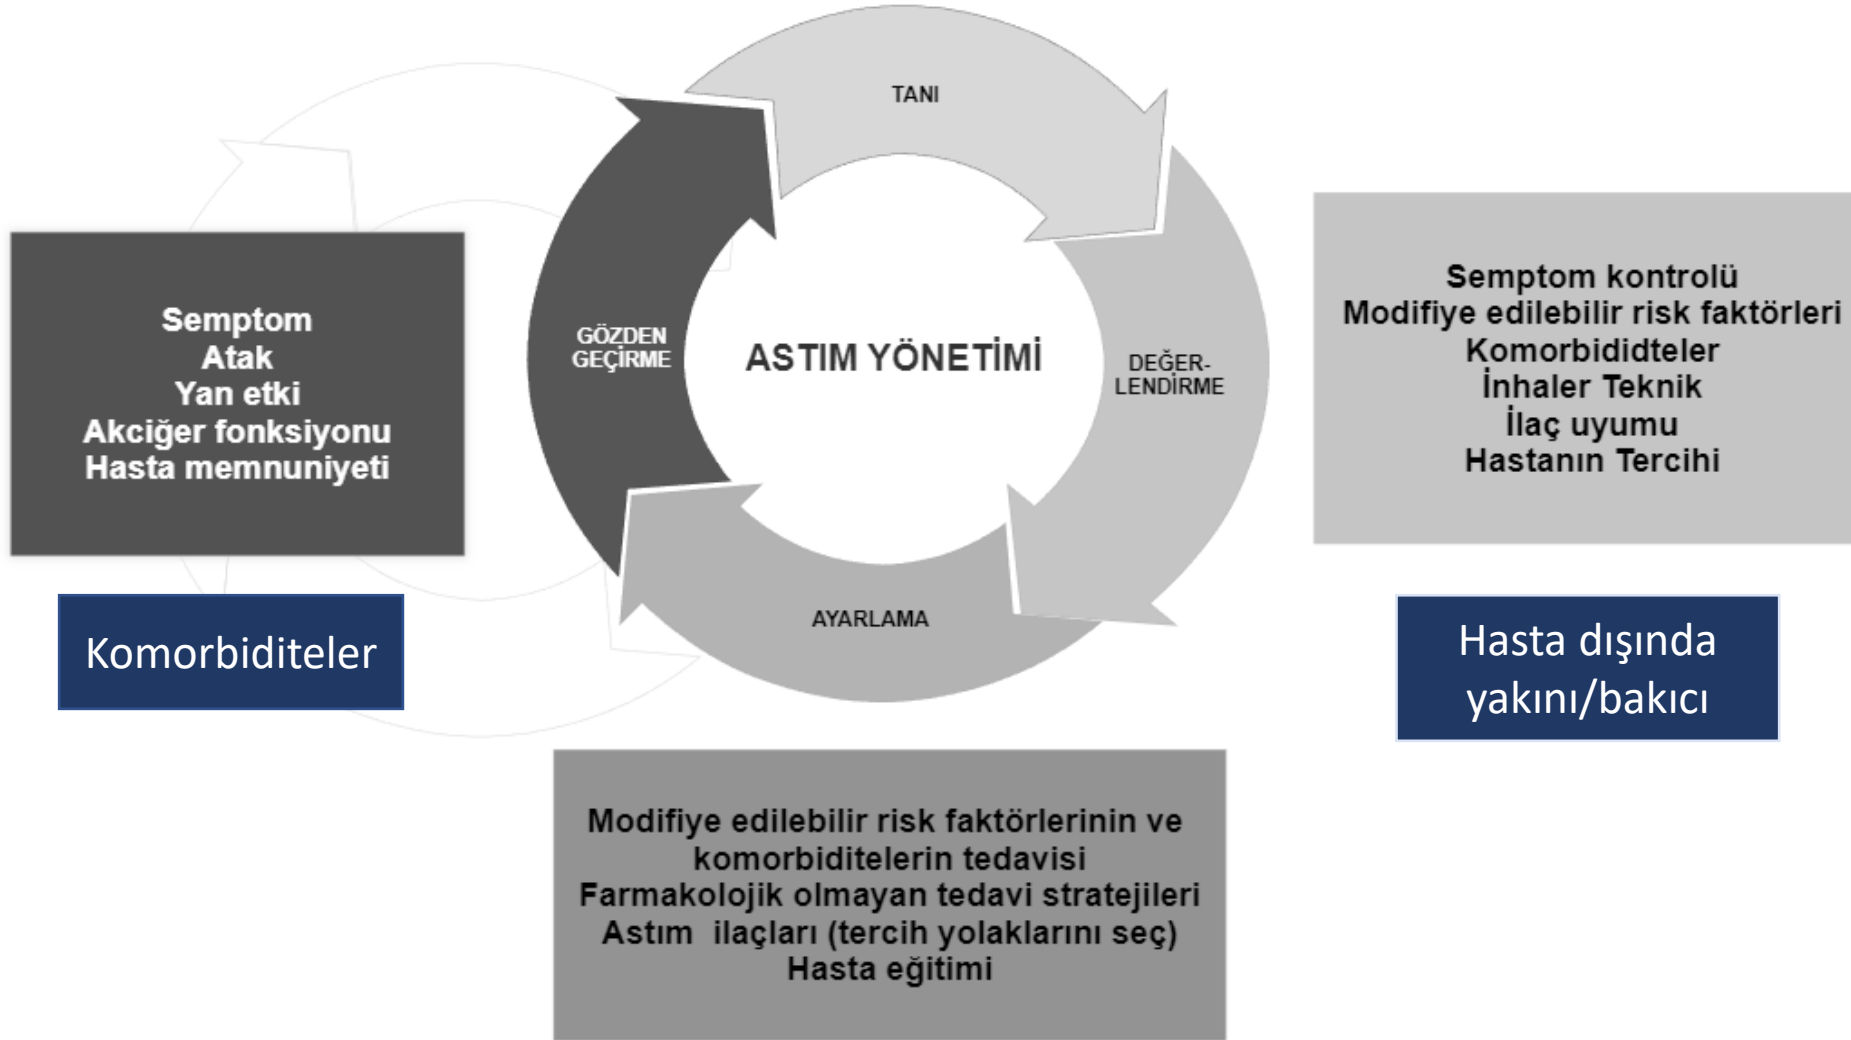 TANI
GÖZDEN
GEÇİRME
ASTIM YÖNETİMİ
DEĞER-
LENDİRME
AYARLAMA
Semptom
Atak
Yan etki
Akciğer fonksiyonu
Hasta memnuniyeti
Komorbiditeler
Semptom kontrolü
Modifiye edilebilir risk faktörleri
Komorbididteler
İnhaler Teknik
İlaç uyumu
Hastanın Tercihi
Hasta dışında
yakını/bakıcı
Modifiye edilebilir risk faktörlerinin ve
komorbiditelerin tedavisi
Farmakolojik olmayan tedavi stratejileri
Astım ilaçları (tercih yolaklarını seç)
Hasta eğitimi